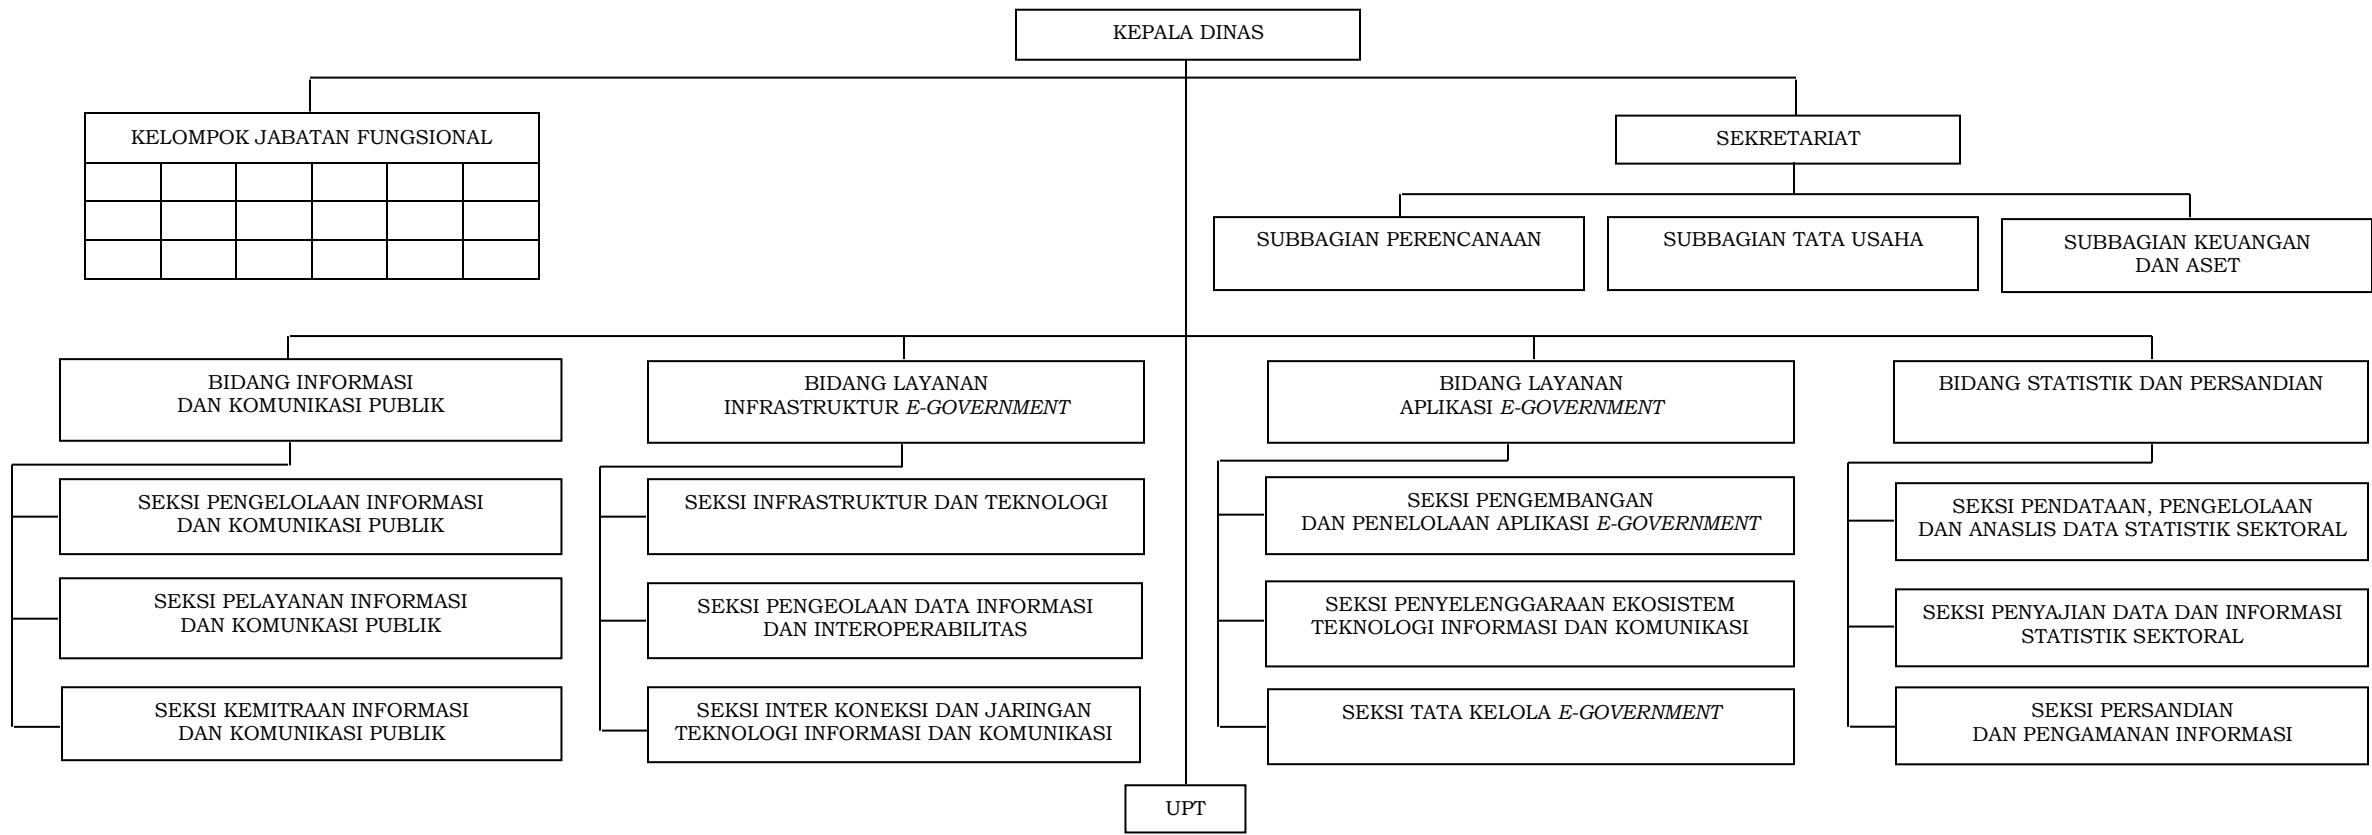 KEPALA DINAS
KELOMPOK JABATAN FUNGSIONAL
SEKRETARIAT
SUBBAGIAN PERENCANAAN
SUBBAGIAN TATA USAHA
SUBBAGIAN KEUANGAN
DAN ASET
BIDANG INFORMASI
DAN KOMUNIKASI PUBLIK
SEKSI PENGELOLAAN INFORMASI
DAN KOMUNIKASI PUBLIK
SEKSI PELAYANAN INFORMASI
DAN KOMUNKASI PUBLIK
SEKSI KEMITRAAN INFORMASI
DAN KOMUNIKASI PUBLIK
BIDANG LAYANAN
INFRASTRUKTUR E-GOVERNMENT
SEKSI INFRASTRUKTUR DAN TEKNOLOGI
SEKSI PENGEOLAAN DATA INFORMASI
DAN INTEROPERABILITAS
SEKSI INTER KONEKSI DAN JARINGAN
TEKNOLOGI INFORMASI DAN KOMUNIKASI
BIDANG LAYANAN
APLIKASI E-GOVERNMENT
SEKSI PENGEMBANGAN
DAN PENELOLAAN APLIKASI E-GOVERNMENT
SEKSI PENYELENGGARAAN EKOSISTEM
TEKNOLOGI INFORMASI DAN KOMUNIKASI
SEKSI TATA KELOLA E-GOVERNMENT
BIDANG STATISTIK DAN PERSANDIAN
SEKSI PENDATAAN, PENGELOLAAN
DAN ANASLIS DATA STATISTIK SEKTORAL
SEKSI PENYAJIAN DATA DAN INFORMASI
STATISTIK SEKTORAL
SEKSI PERSANDIAN
DAN PENGAMANAN INFORMASI
UPT